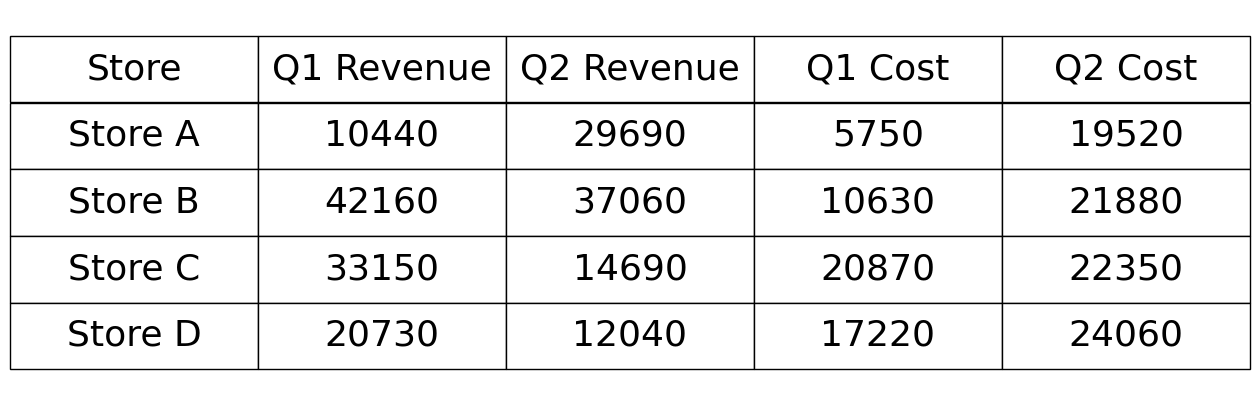 Store Q1 Revenue Q2 Revenue Q1 Cost Q2 Cost
Store A 10440 29690 5750 19520
Store B 42160 37060 10630 21880
Store C 33150 14690 20870 22350
Store D 20730 12040 17220 24060